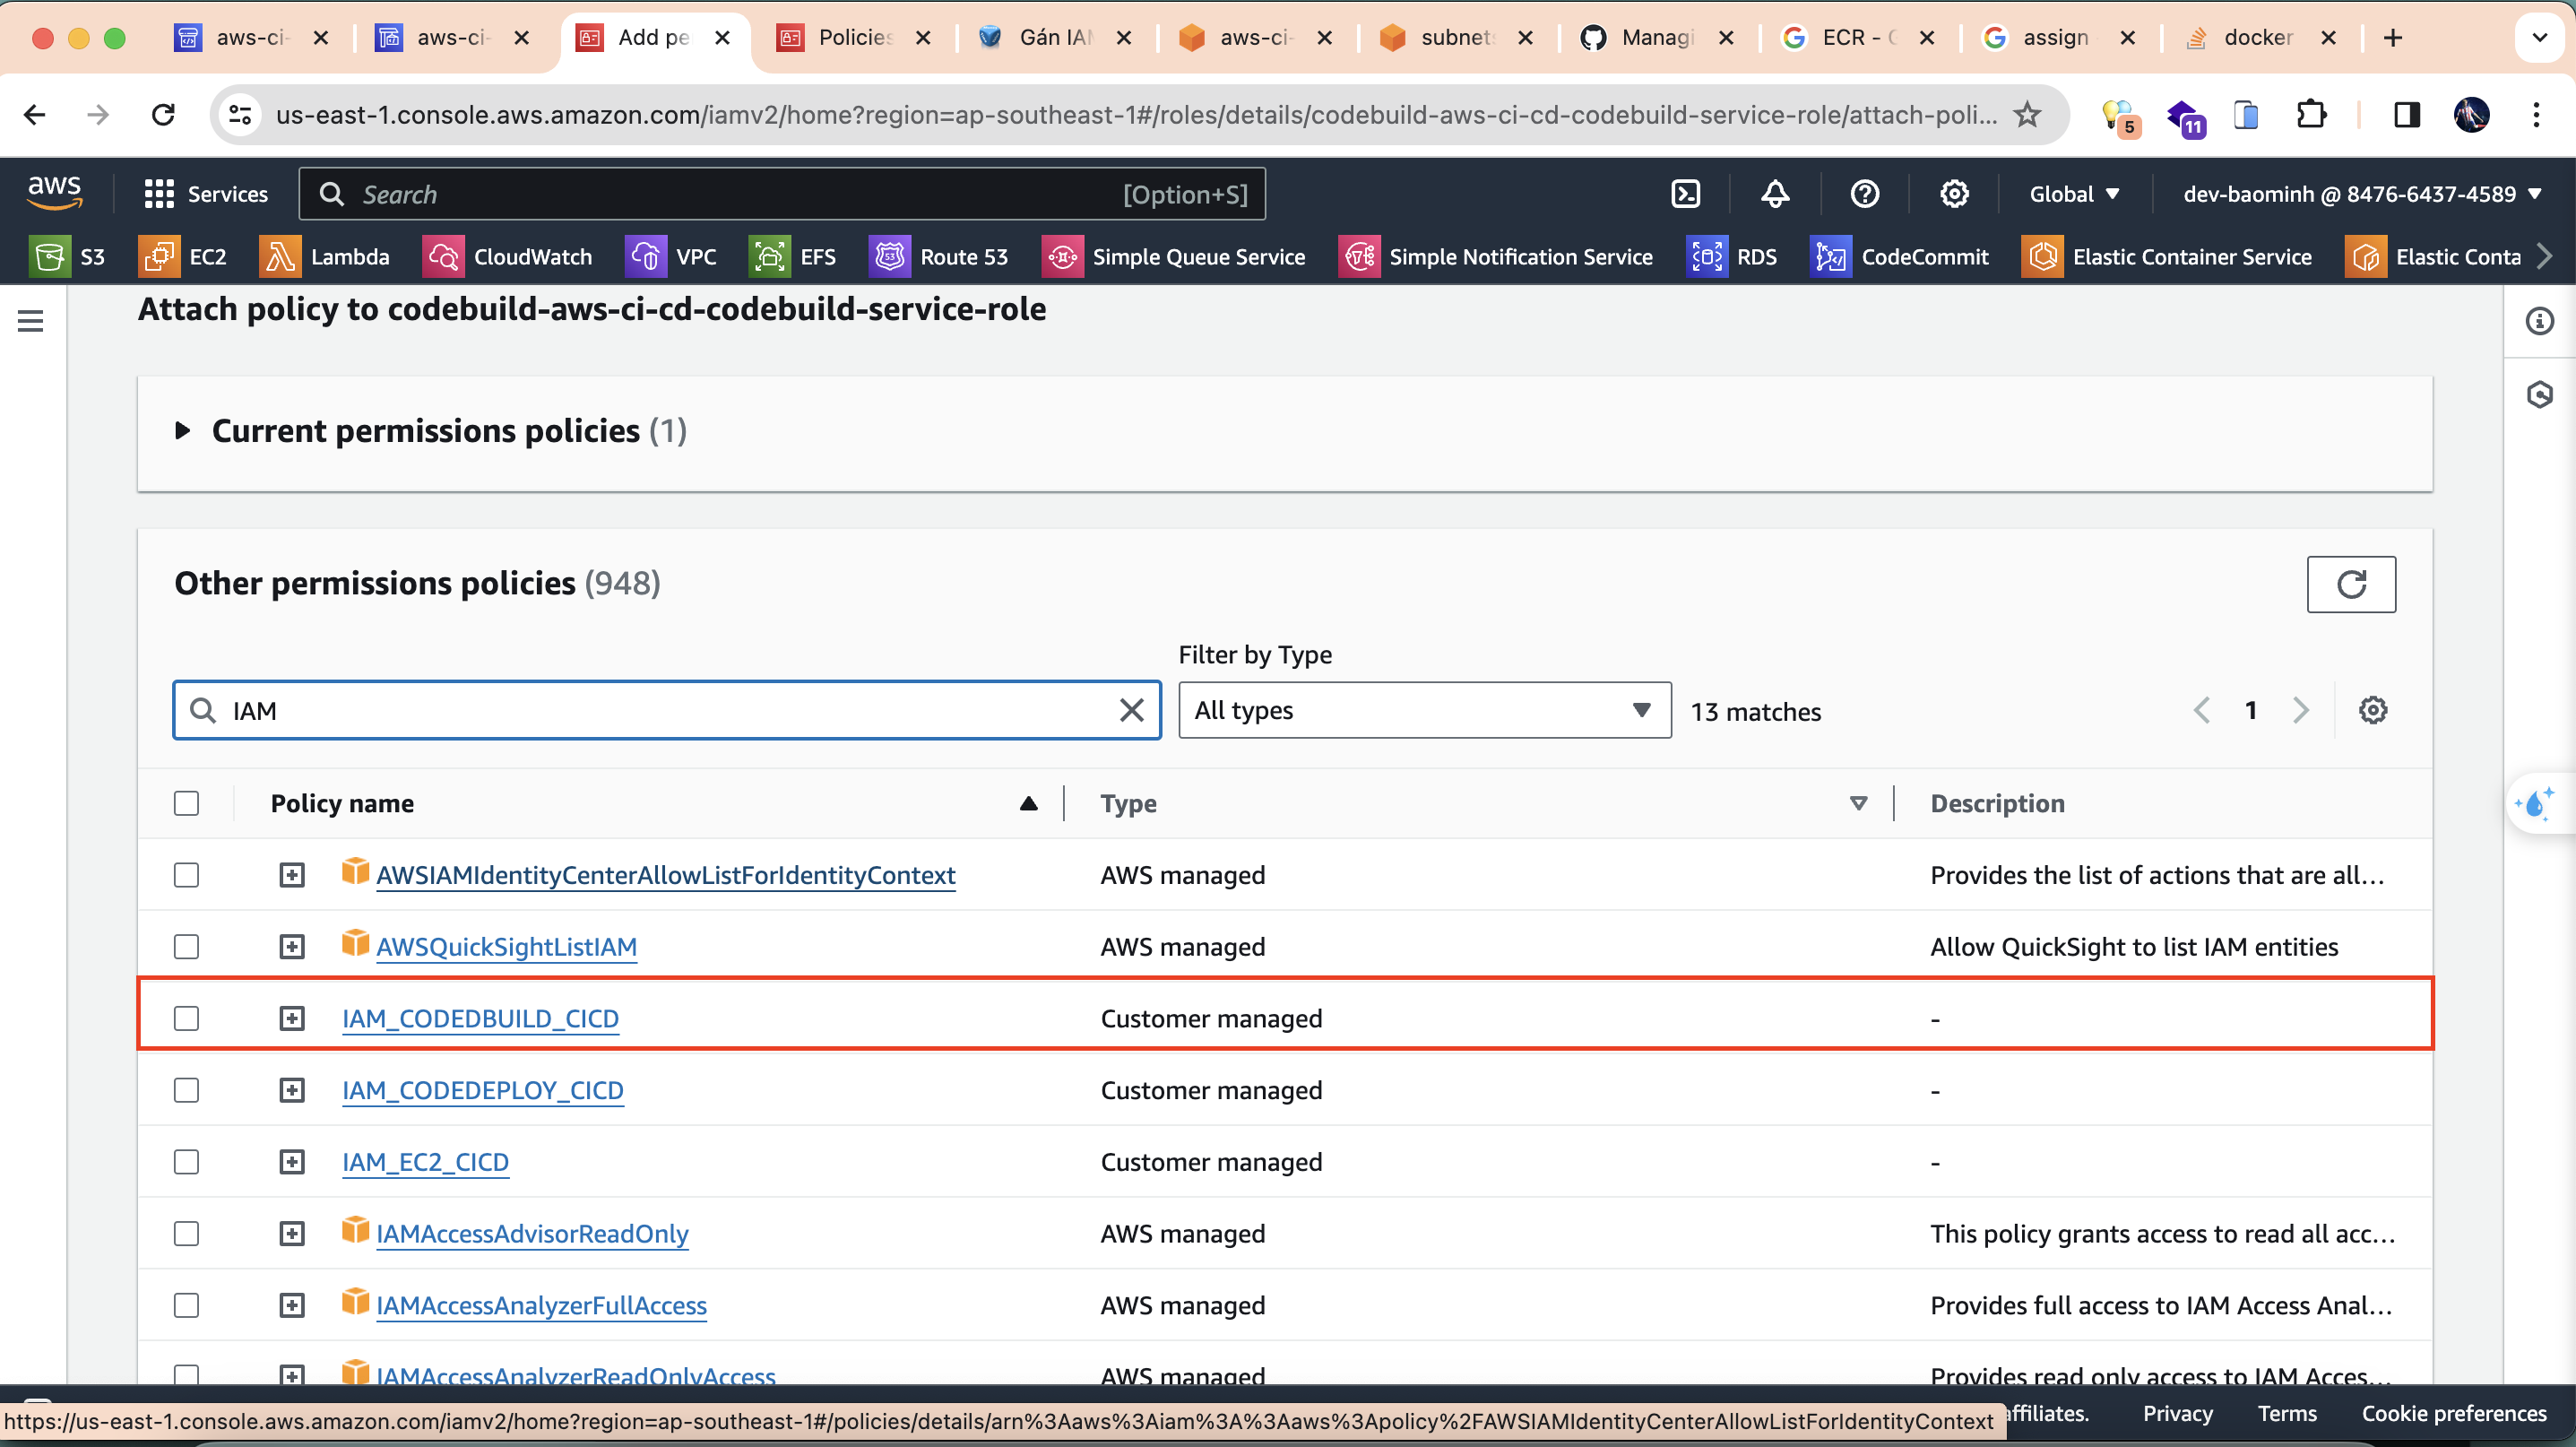 aws-ci-
aws-ci-
Add pe
Policies
Gán IAM
aws-ci-
subnets
Managi
ECR -
assign
docker
us-east-1.console.aws.amazon.com/iamv2/home?region=ap-southeast-1#/roles/details/codebuild-aws-ci-cd-codebuild-service-role/attach-poli...
5
11
aws
Services
Search
[Option+S]
Global
dev-baominh @ 8476-6437-4589
S3
EC2
Lambda
CloudWatch
VPC
EFS
53
Route 53
Simple Queue Service
Simple Notification Service
RDS
CodeCommit
Elastic Container Service
Elastic Conta
Attach policy to codebuild-aws-ci-cd-codebuild-service-role
Current permissions policies (1)
Other permissions policies (948)
Filter by Type
IAM
All types
13 matches
1
Policy name
Type
Description
AWSIAMIdentityCenterAllowListForIdentityContext
AWS managed
Provides the list of actions that are all...
AWSQuickSightListIAM
AWS managed
Allow QuickSight to list IAM entities
IAM_CODEDBUILD_CICD
Customer managed
-
IAM_CODEDEPLOY_CICD
Customer managed
-
IAM_EC2_CICD
Customer managed
-
IAMAccessAdvisorReadOnly
AWS managed
This policy grants access to read all acc...
IAMAccessAnalyzerFullAccess
AWS managed
Provides full access to IAM Access Anal...
IAMAccessAnalyzerReadOnlyAccess
AWS managed
Provides read only access to IAM Acces...
https://us-east-1.console.aws.amazon.com/iamv2/home?region=ap-southeast-1#/policies/details/arn%3Aaws%3Aiam%3A%3Aaws%3Apolicy%2FAWSIAMIdentityCenterAllowListForIdentityContext
affiliates.
Privacy
Terms
Cookie preferences